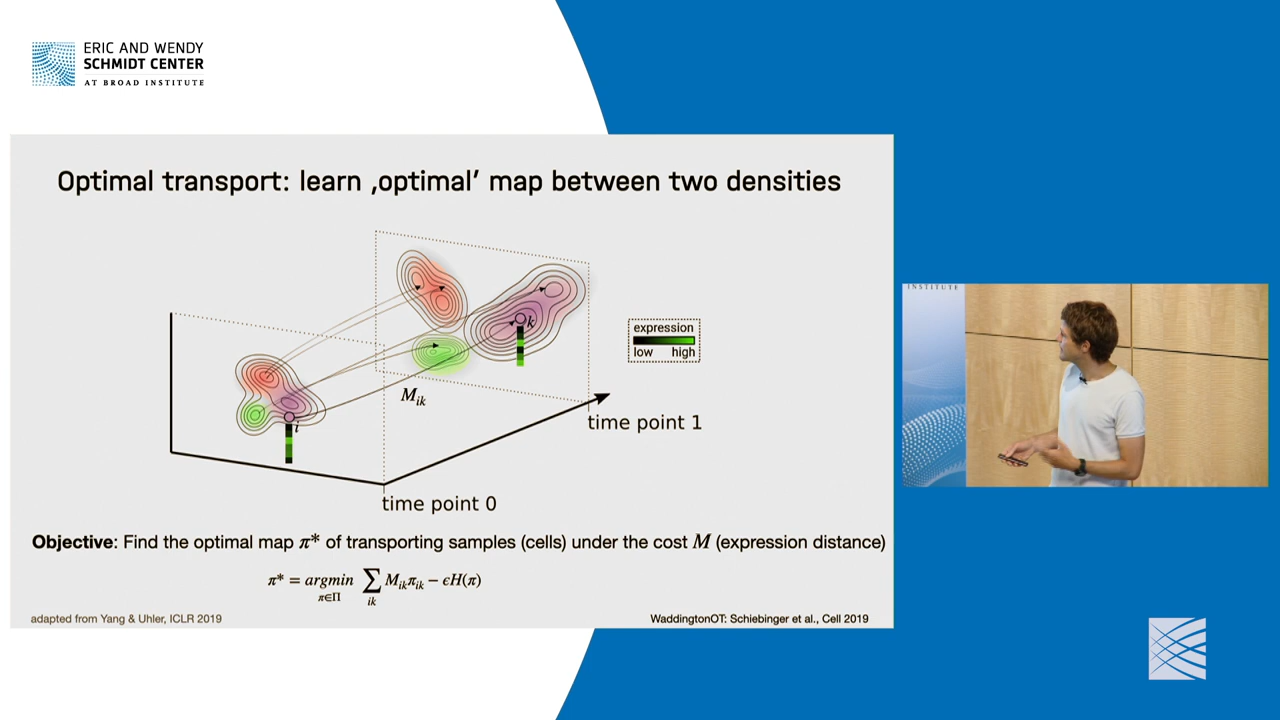 ERIC AND WENDY
SCHMIDT CENTER
AT BROAD INSTITUTE
Optimal transport: learn ‚optimal’ map between two densities
k
expression
low high
M_ik
i
time point 1
time point 0
Objective: Find the optimal map π* of transporting samples (cells) under the cost M (expression distance)
π* = argmin ∑ M_ik π_ik − ϵH(π)
π∈Π ik
adapted from Yang & Uhler, ICLR 2019
WaddingtonOT: Schiebinger et al., Cell 2019
INSTITUTE